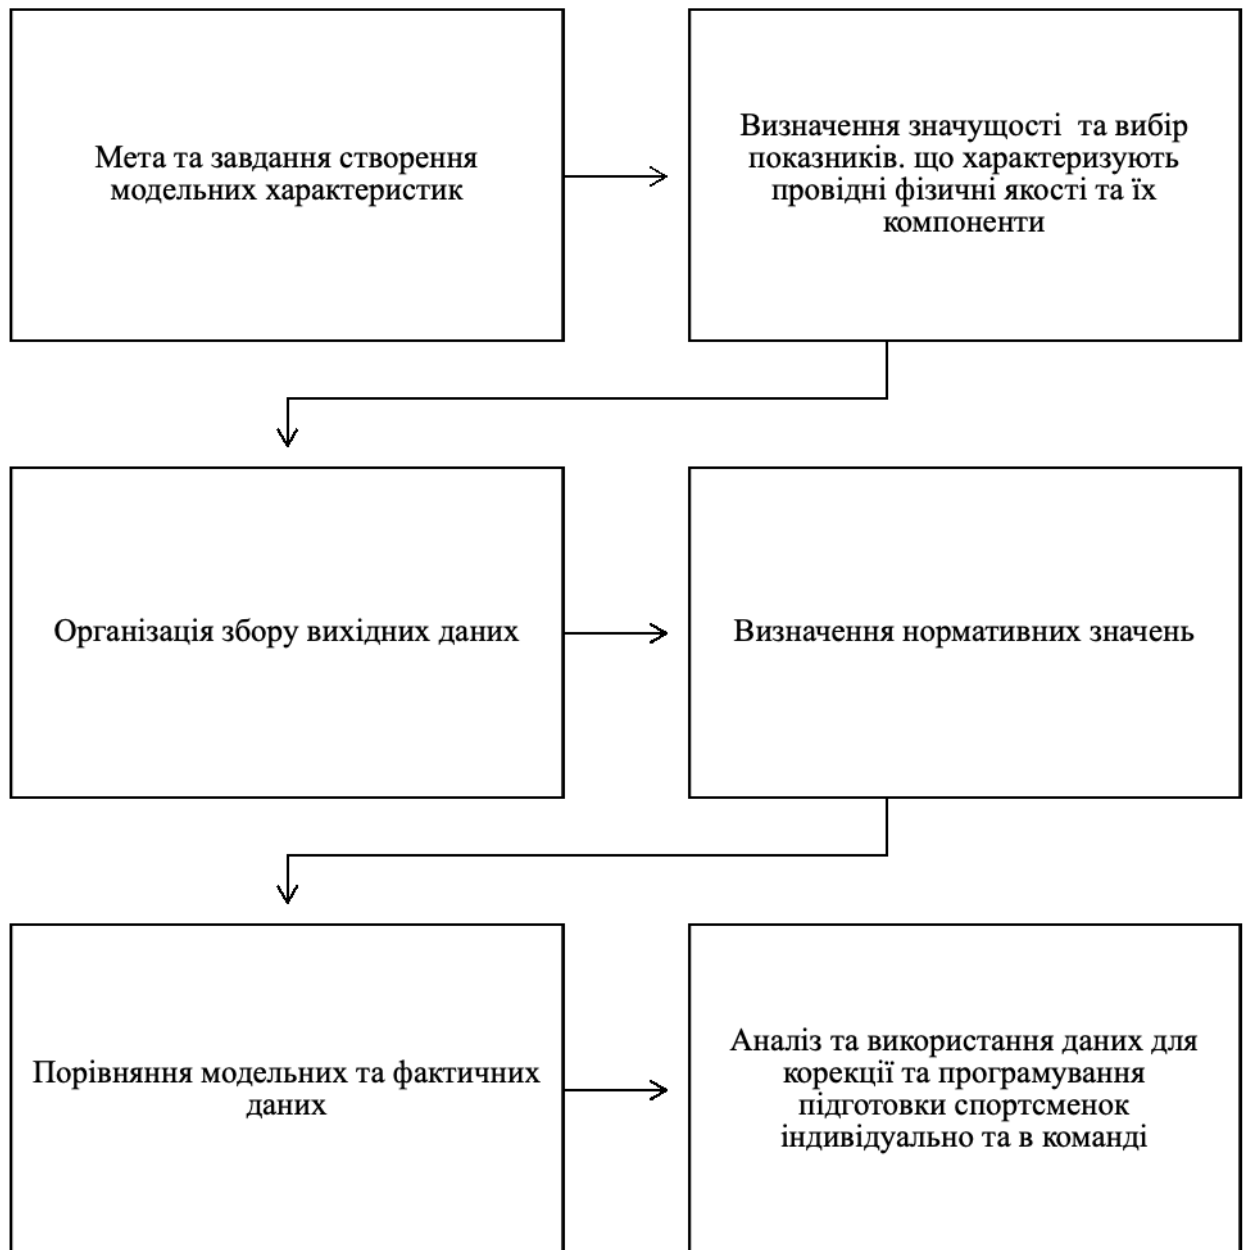 Мета та завдання створення
модельних характеристик
Визначення значущості  та вибір
показників. що характеризують
провідні фізичні якості та їх
компоненти
Організація збору вихідних даних
Визначення нормативних значень
Порівняння модельних та фактичних
даних
Аналіз та використання даних для
корекції та програмування
підготовки спортсменок
індивідуально та в команді